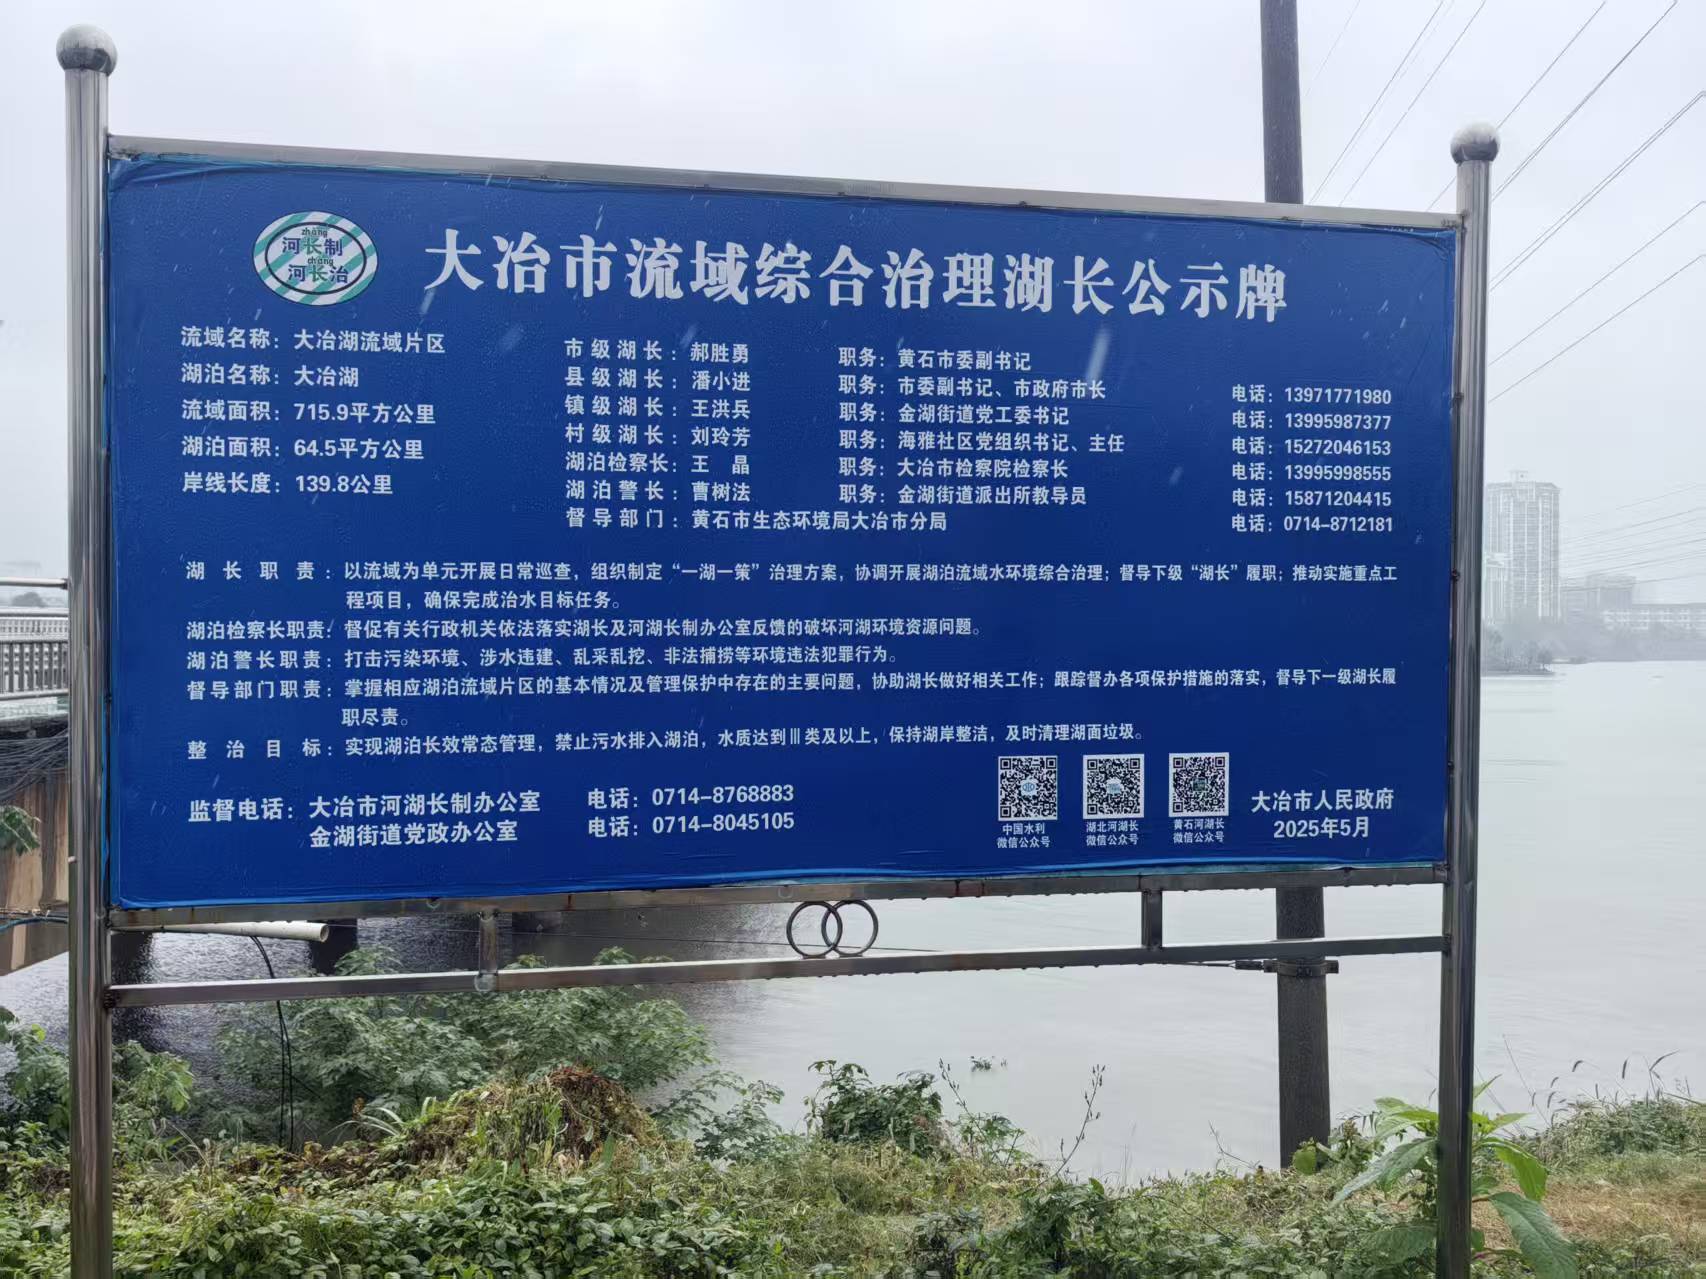 zhǎng
河长制
cháng
河长治
大冶市流域综合治理湖长公示牌
流域名称：大冶湖流域片区
湖泊名称：大冶湖
流域面积：715.9平方公里
湖泊面积：64.5平方公里
岸线长度：139.8公里
市级湖长：郝胜勇 职务：黄石市委副书记
县级湖长：潘小进 职务：市委副书记、市政府市长 电话：13971771980
镇级湖长：王洪兵 职务：金湖街道党工委书记 电话：13995987377
村级湖长：刘玲芳 职务：海雅社区党组织书记、主任 电话：15272046153
湖泊检察长：王 晶 职务：大冶市检察院检察长 电话：13995998555
湖泊警长：曹树法 职务：金湖街道派出所教导员 电话：15871204415
督导部门：黄石市生态环境局大冶市分局 电话：0714-8712181
湖长职责：以流域为单元开展日常巡查，组织制定“一湖一策”治理方案，协调开展湖泊流域水环境综合治理；督导下级“湖长”履职；推动实施重点工
程项目，确保完成治水目标任务。
湖泊检察长职责：督促有关行政机关依法落实湖长及河湖长制办公室反馈的破坏河湖环境资源问题。
湖泊警长职责：打击污染环境、涉水违建、乱采乱挖、非法捕捞等环境违法犯罪行为。
督导部门职责：掌握相应湖泊流域片区的基本情况及管理保护中存在的主要问题，协助湖长做好相关工作；跟踪督办各项保护措施的落实，督导下一级湖长履
职尽责。
整治目标：实现湖泊长效常态管理，禁止污水排入湖泊，水质达到Ⅲ类及以上，保持湖岸整洁，及时清理湖面垃圾。
监督电话：大冶市河湖长制办公室 电话：0714-8768883
金湖街道党政办公室 电话：0714-8045105
中国水利
微信公众号
湖北河湖长
微信公众号
黄石河湖长
微信公众号
大冶市人民政府
2025年5月